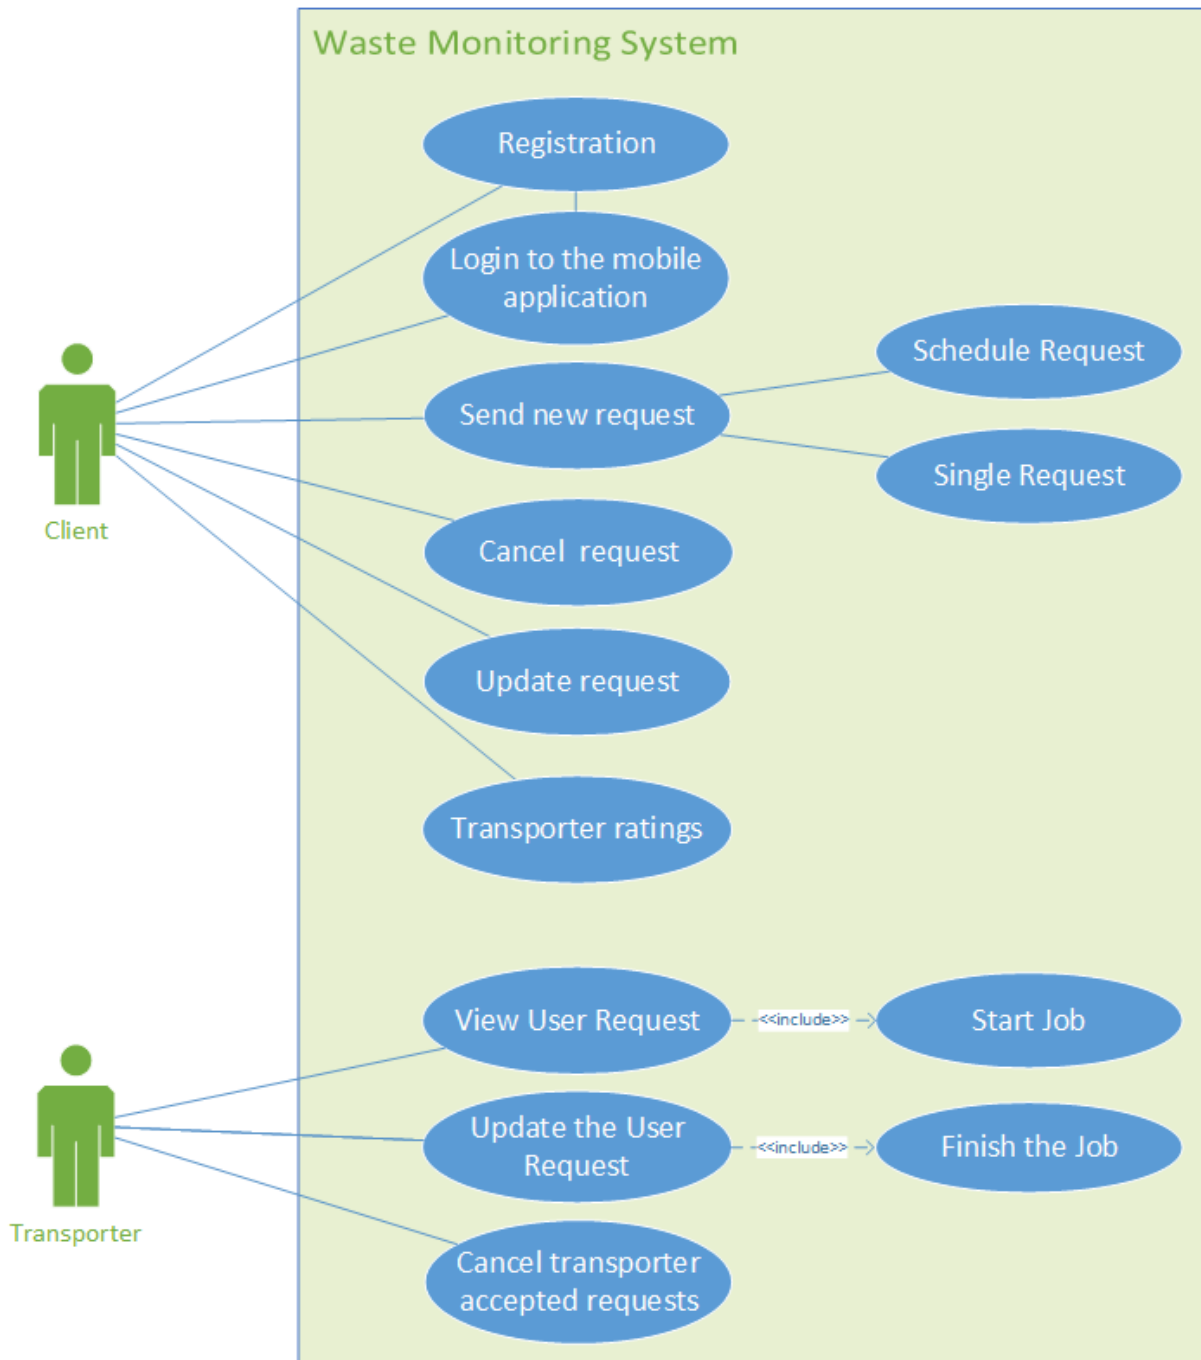 Waste Monitoring System
Registration
Login to the mobile
application
Schedule Request
Send new request
Single Request
Client
Cancel  request
Update request
Transporter ratings
View User Request
<<include>>
Start Job
Update the User
Request
<<include>>
Finish the Job
Transporter
Cancel transporter
accepted requests